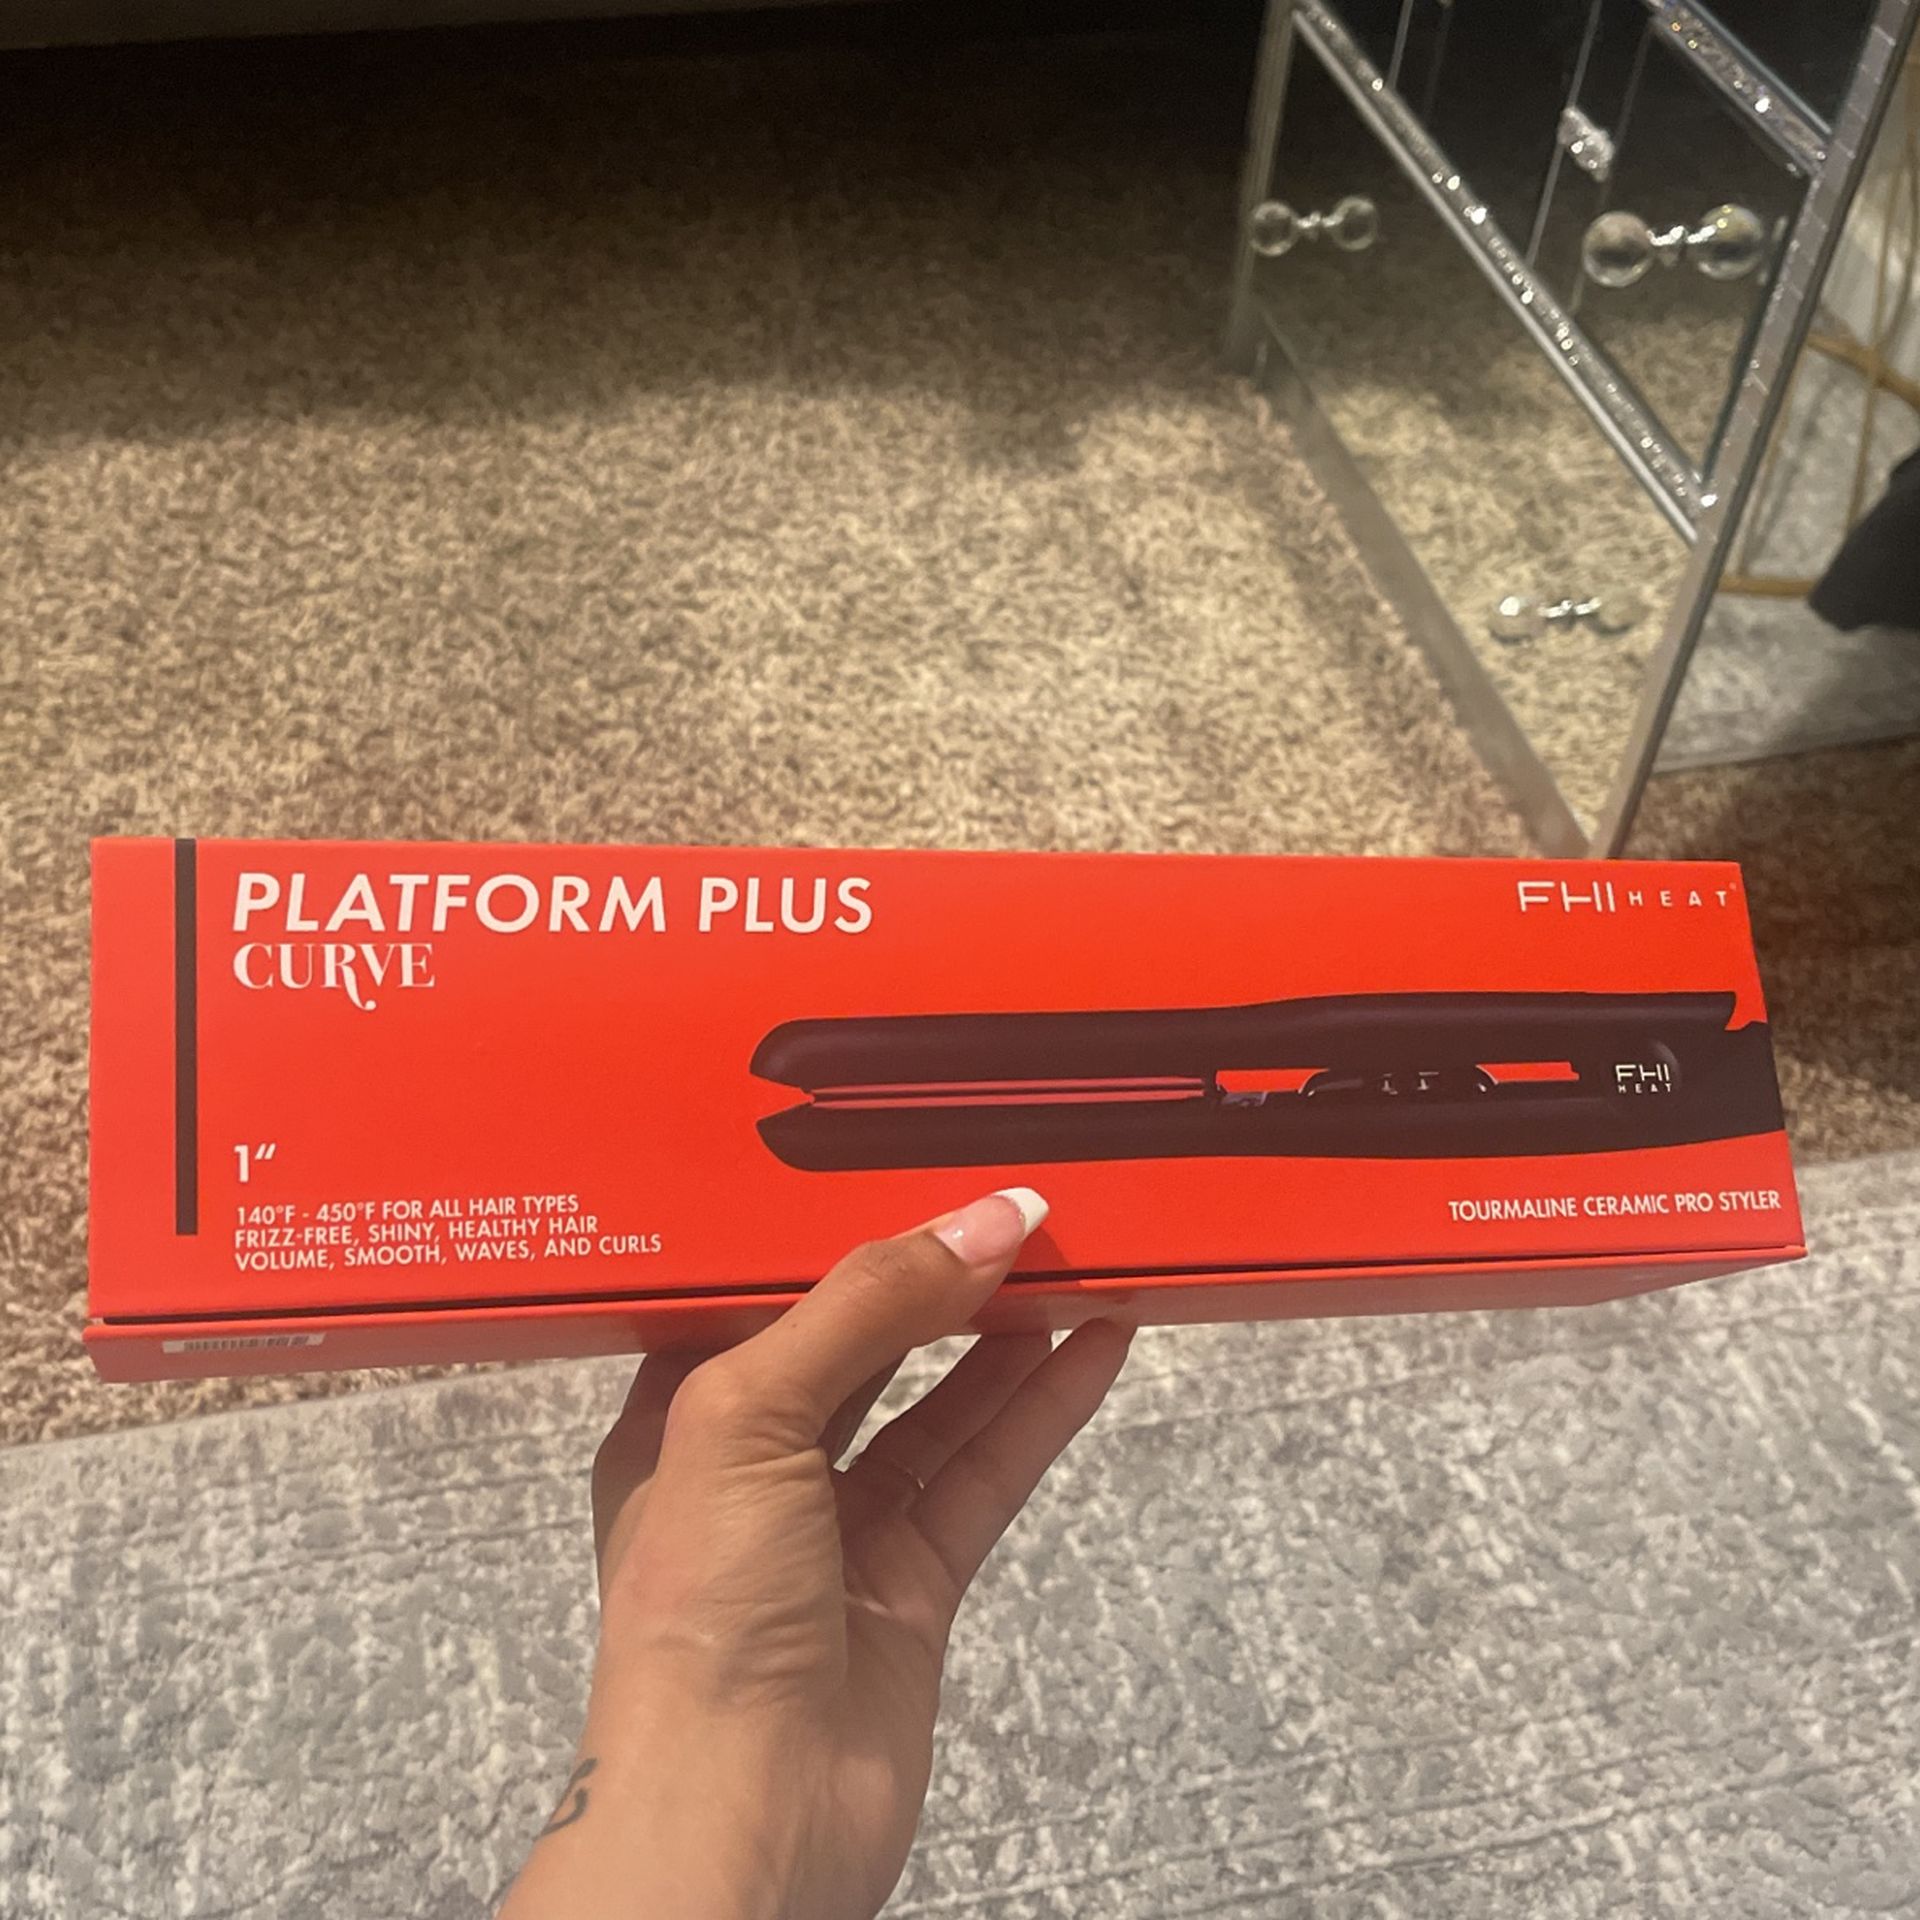 PLATFORM PLUS
CURVE
FHI HEAT®
FHI
HEAT
1"
140°F - 450°F FOR ALL HAIR TYPES
FRIZZ-FREE, SHINY, HEALTHY HAIR
VOLUME, SMOOTH, WAVES, AND CURLS
TOURMALINE CERAMIC PRO STYLER